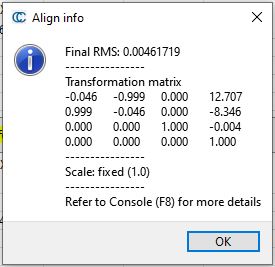 Align info
Final RMS: 0.00461719
----------------
Transformation matrix
-0.046 -0.999 0.000 12.707
0.999 -0.046 0.000 -8.346
0.000 0.000 1.000 -0.004
0.000 0.000 0.000 1.000
----------------
Scale: fixed (1.0)
----------------
Refer to Console (F8) for more details
OK